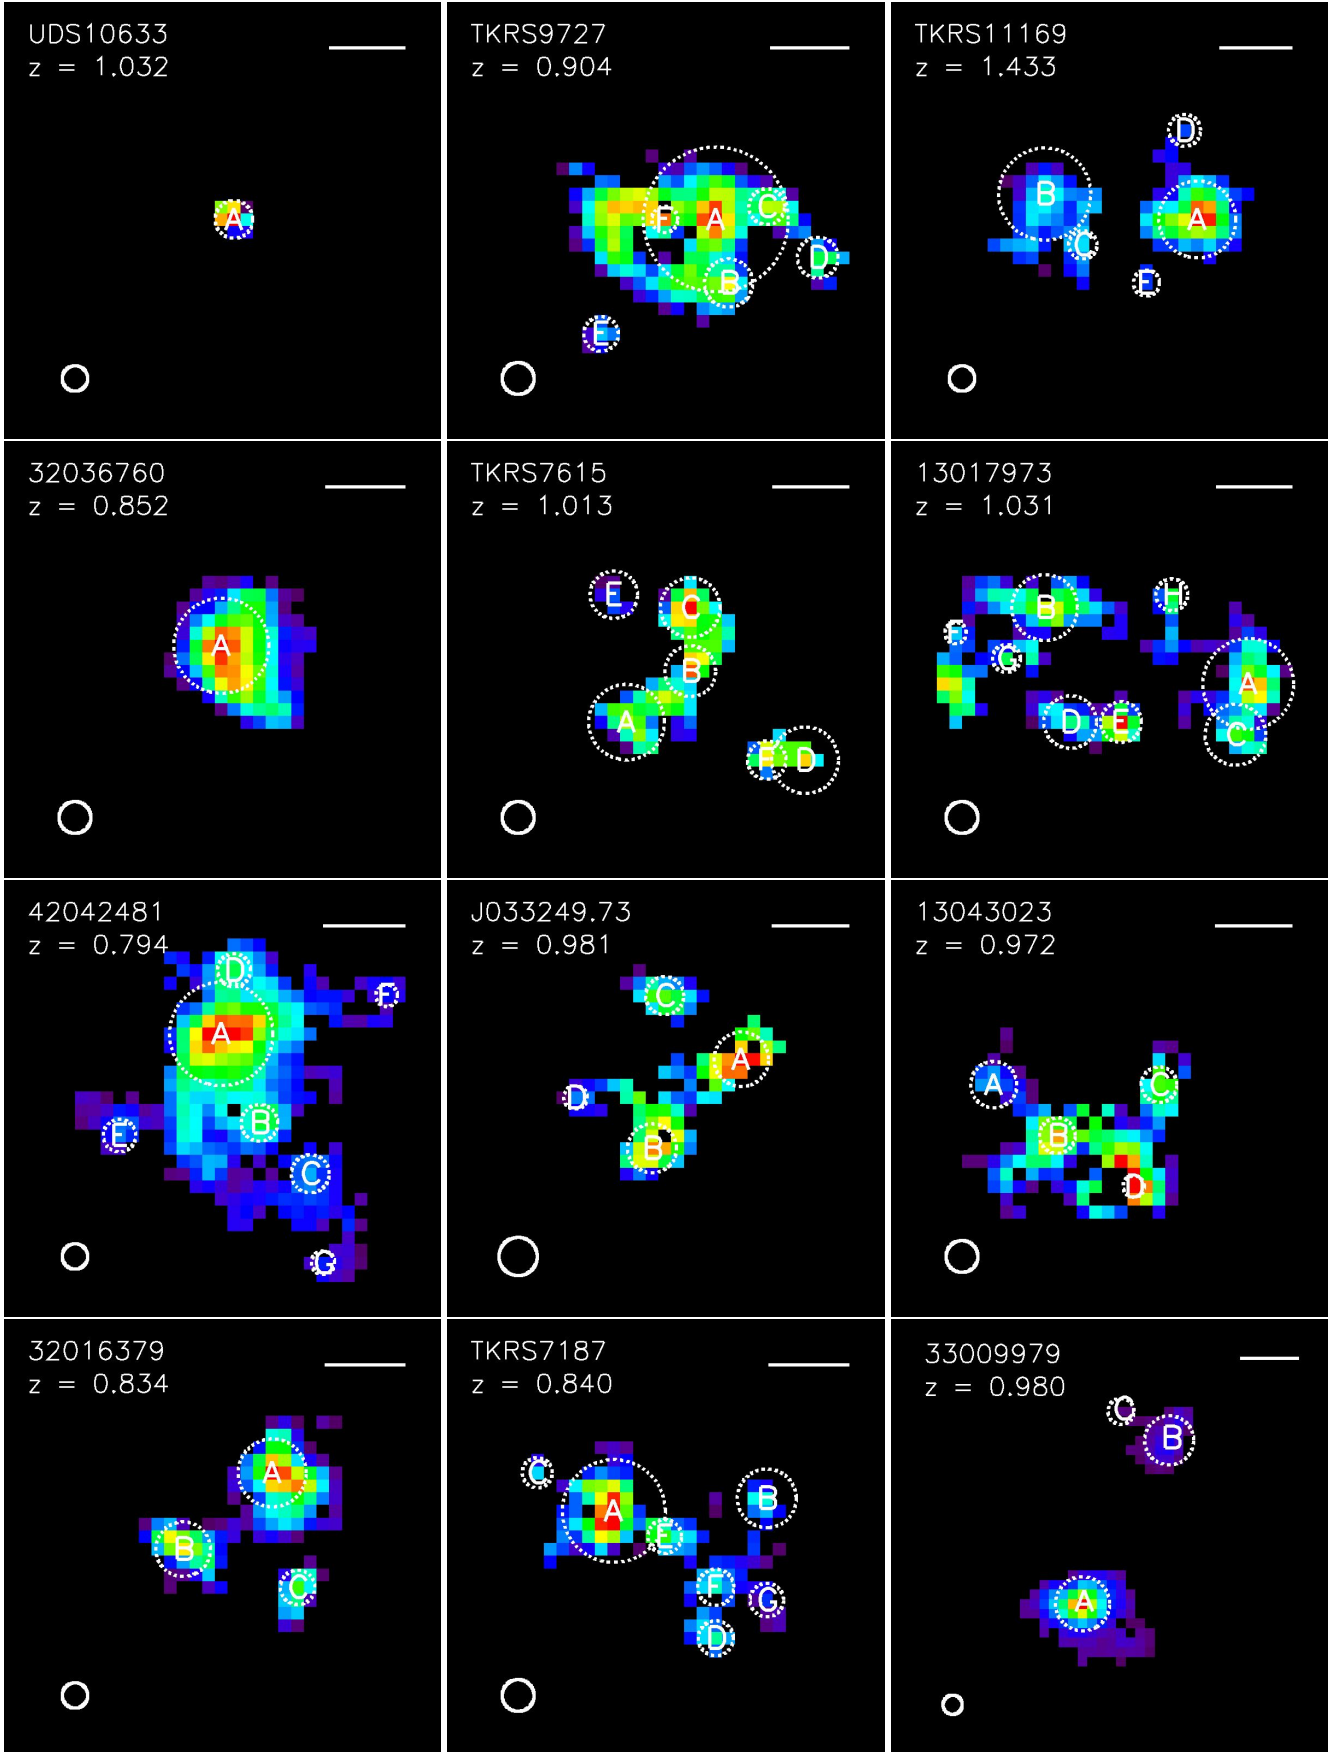 UDS10633
z = 1.032
A
TKRS9727
z = 0.904
F
A
C
B
D
E
TKRS11169
z = 1.433
D
B
A
C
E
32036760
z = 0.852
A
TKRS7615
z = 1.013
E
C
B
A
F
D
13017973
z = 1.031
H
B
F
G
A
D
E
C
42042481
z = 0.794
D
F
A
B
E
C
G
J033249.73
z = 0.981
C
A
D
B
13043023
z = 0.972
A
C
B
D
32016379
z = 0.834
A
B
C
TKRS7187
z = 0.840
C
B
A
E
F
G
D
33009979
z = 0.980
C
B
A